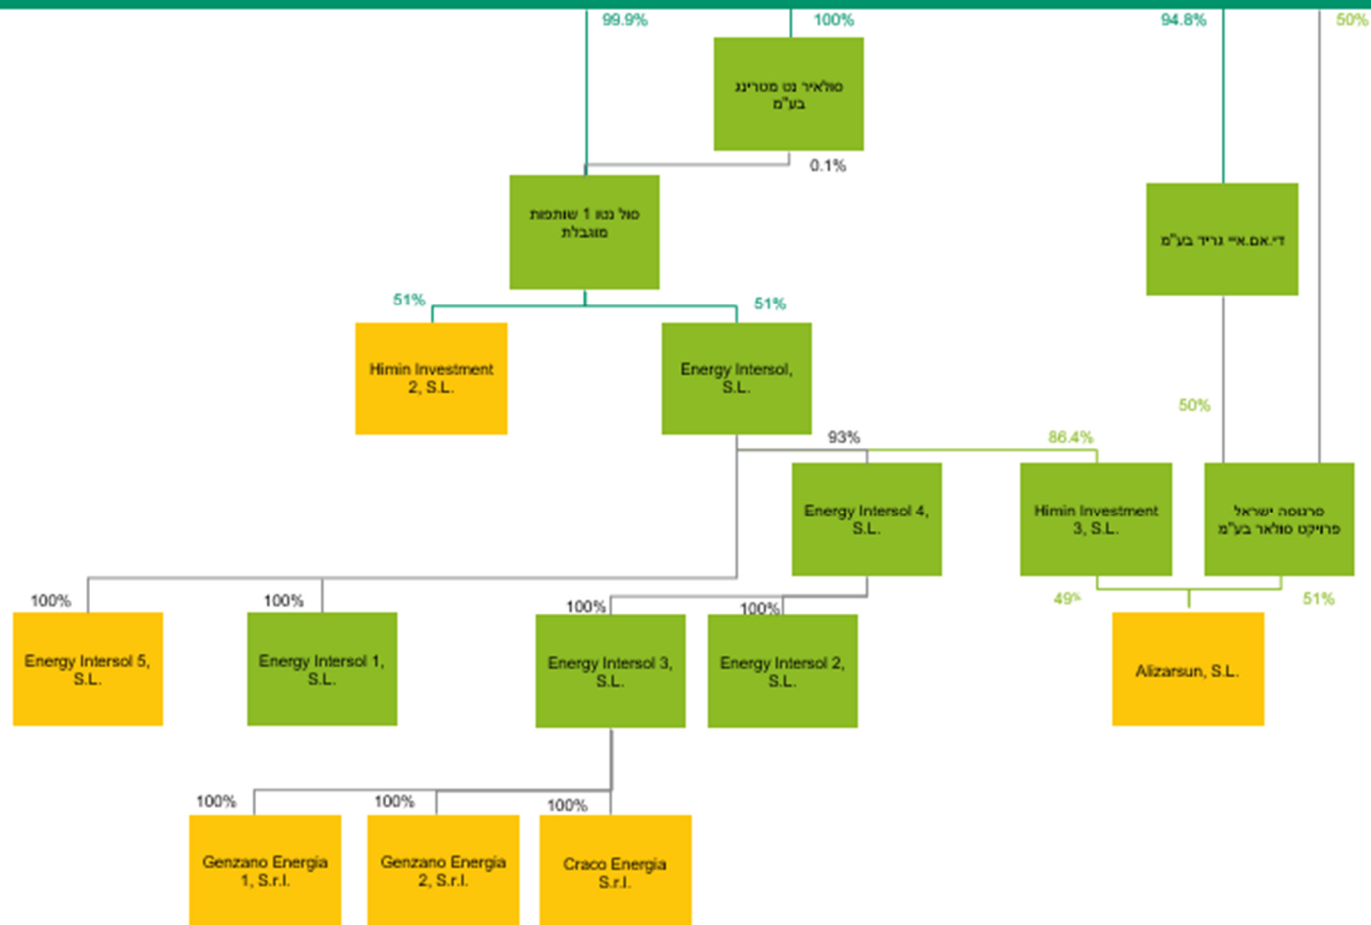 99.9%
100%
94.8%
50%
סולאיר נט מטרינג
בע"מ
0.1%
סול נטו 1 שותפות
מוגבלת
די.אם.איי גריד בע"מ
51%
51%
Himin Investment
2, S.L.
Energy Intersol,
S.L.
50%
93%
86.4%
Energy Intersol 4,
S.L.
Himin Investment
3, S.L.
סרגוסה ישראל
פרויקט סולאר בע"מ
100%
100%
100%
100%
49%
51%
Energy Intersol 5,
S.L.
Energy Intersol 1,
S.L.
Energy Intersol 3,
S.L.
Energy Intersol 2,
S.L.
Alizarsun, S.L.
100%
100%
100%
Genzano Energia
1, S.r.l.
Genzano Energia
2, S.r.l.
Craco Energia
S.r.l.